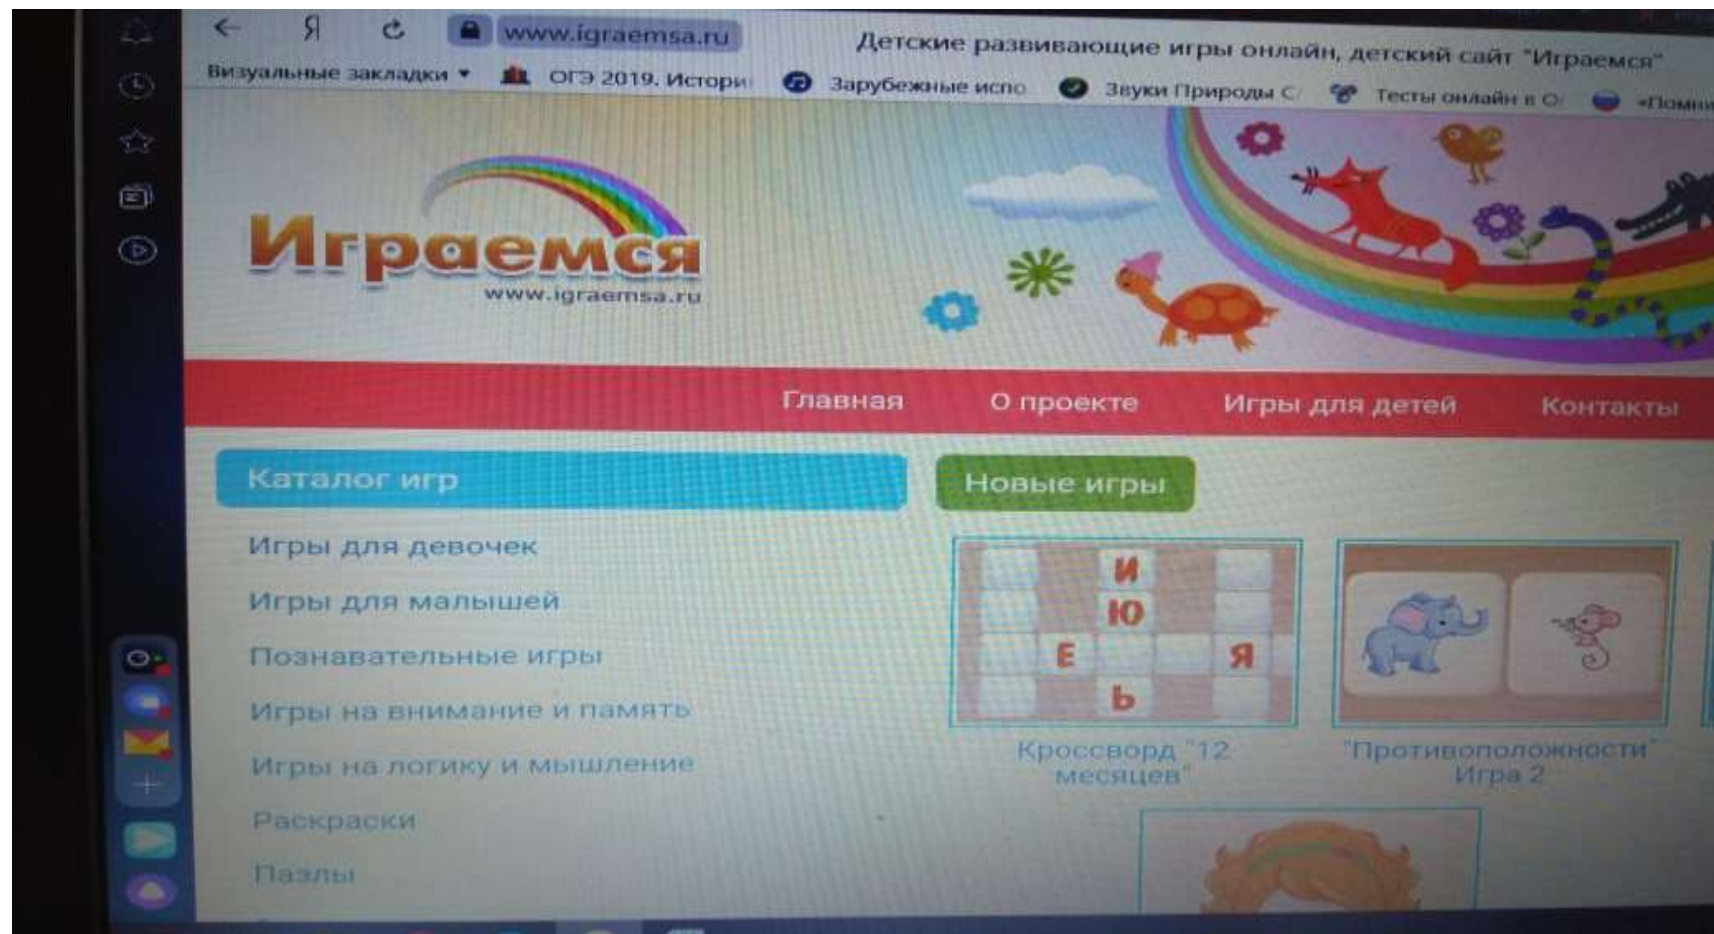 Я www.igraemsa.ru Детские развивающие игры онлайн, детский сайт "Играемся"
Визуальные закладки ОГЭ 2019. Истори Зарубежные испо Звуки Природы С Тесты онлайн в О «Помни
Играемся
www.igraemsa.ru
Главная О проекте Игры для детей Контакты
Каталог игр
Новые игры
Игры для девочек
Игры для малышей
Познавательные игры
Игры на внимание и память
Игры на логику и мышление
Раскраски
Пазлы
И
Ю
Е Я
Ь
Кроссворд "12
месяцев"
"Противоположности"
Игра 2